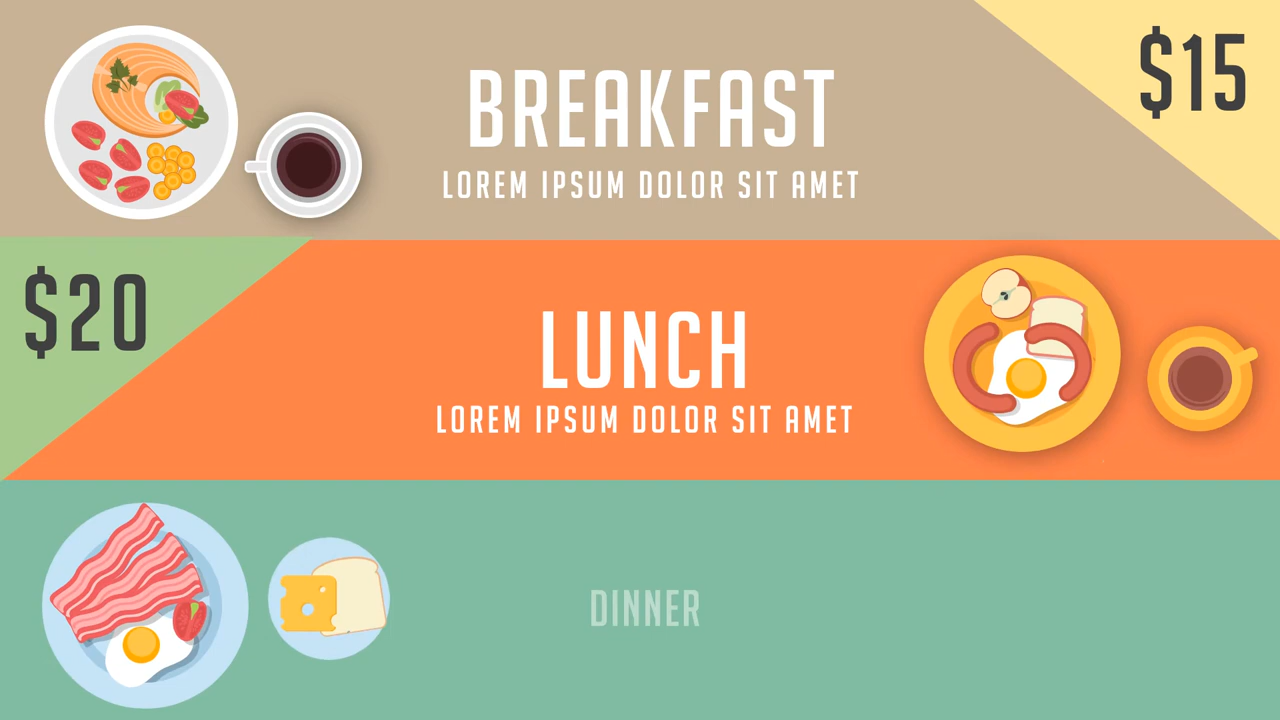 BREAKFAST
LOREM IPSUM DOLOR SIT AMET
$15
$20
LUNCH
LOREM IPSUM DOLOR SIT AMET
DINNER